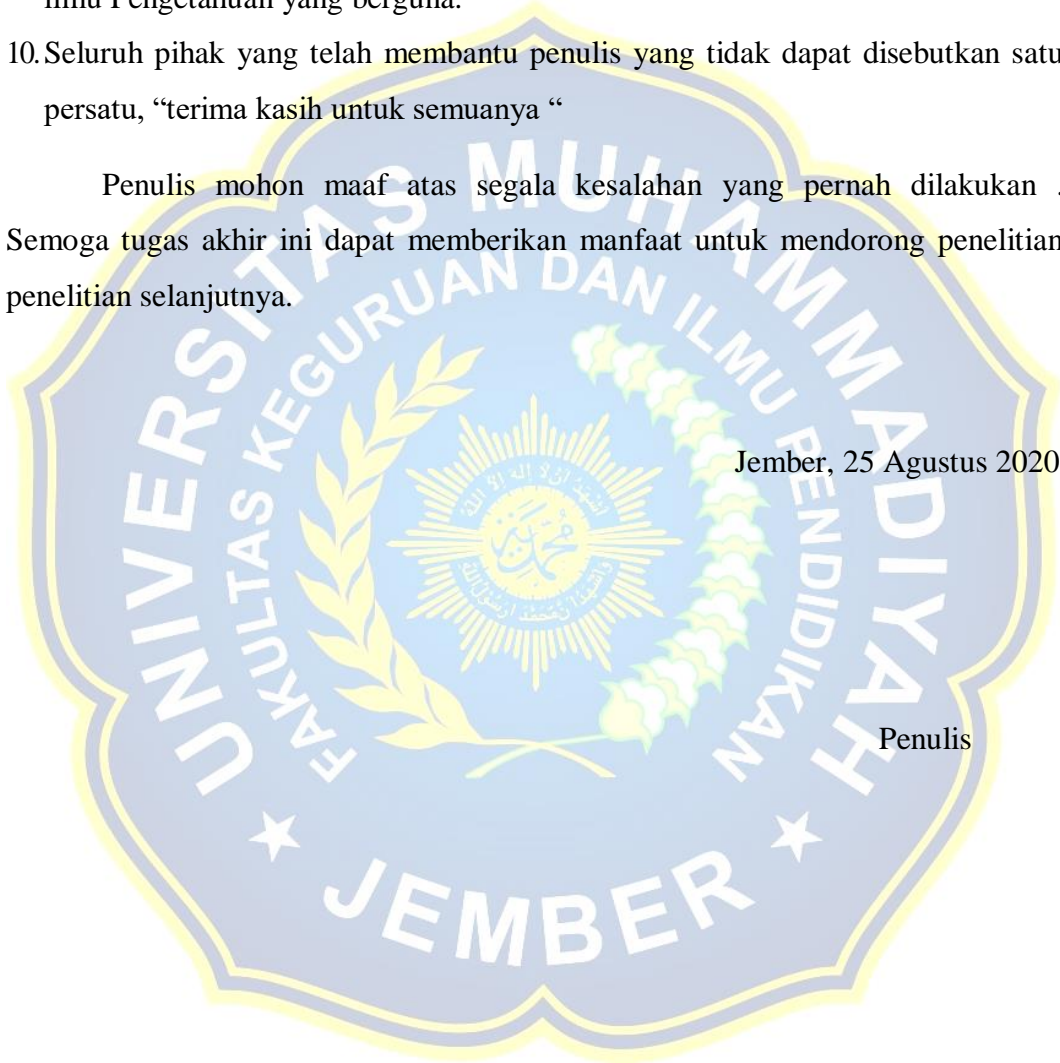 Ilmu Pengetahuan yang berguna.
10. Seluruh pihak yang telah membantu penulis yang tidak dapat disebutkan satu
persatu, “terima kasih untuk semuanya “
Penulis mohon maaf atas segala kesalahan yang pernah dilakukan .
Semoga tugas akhir ini dapat memberikan manfaat untuk mendorong penelitian
penelitian selanjutnya.
Jember, 25 Agustus 2020
Penulis
UNIVERSITAS MUHAMMADIYAH
FAKULTAS KEGURUAN DAN ILMU PENDIDIKAN
JEMBER